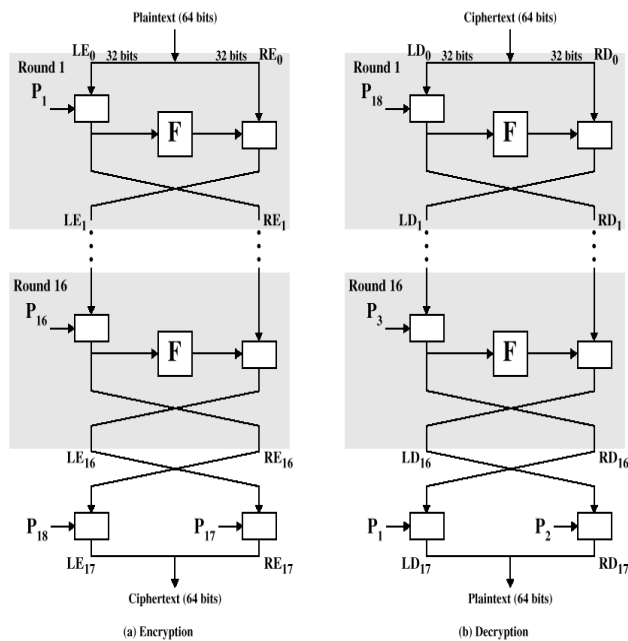 Plaintext (64 bits)
LE0 32 bits 32 bits RE0
Round 1
P1
F
LE1 RE1
Round 16
P16
F
LE16 RE16
P18 P17
LE17 RE17
Ciphertext (64 bits)
(a) Encryption
Ciphertext (64 bits)
LD0 32 bits 32 bits RD0
Round 1
P18
F
LD1 RD1
Round 16
P3
F
LD16 RD16
P1 P2
LD17 RD17
Plaintext (64 bits)
(b) Decryption